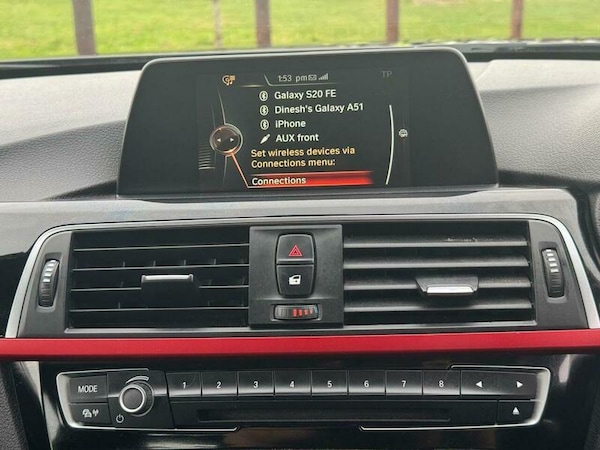 1:53 pm TP
Galaxy S20 FE
Dinesh's Galaxy A51
iPhone
AUX front
Set wireless devices via
Connections menu:
Connections
MODE 1 2 3 4 5 6 7 8